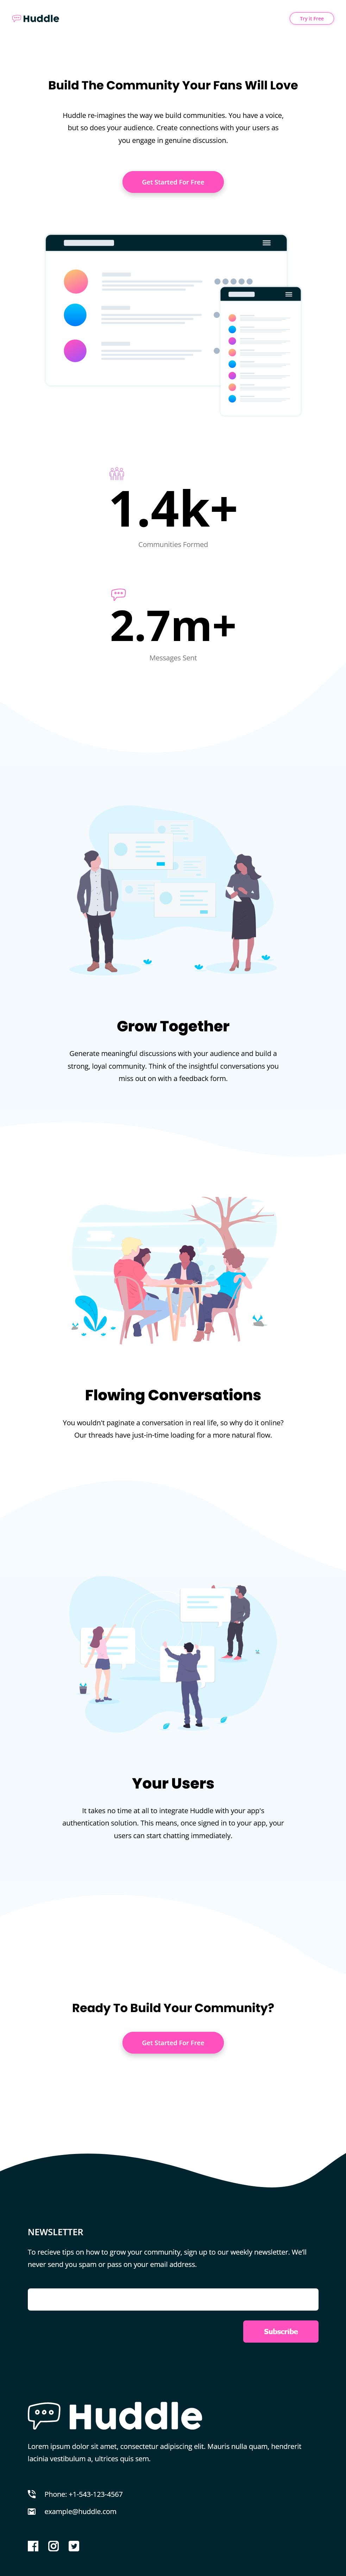 Huddle
Try it Free
Build The Community Your Fans Will Love
Huddle re-imagines the way we build communities. You have a voice,
but so does your audience. Create connections with your users as
you engage in genuine discussion.
Get Started For Free
1.4k+
Communities Formed
2.7m+
Messages Sent
Grow Together
Generate meaningful discussions with your audience and build a
strong, loyal community. Think of the insightful conversations you
miss out on with a feedback form.
Flowing Conversations
You wouldn't paginate a conversation in real life, so why do it online?
Our threads have just-in-time loading for a more natural flow.
Your Users
It takes no time at all to integrate Huddle with your app's
authentication solution. This means, once signed in to your app, your
users can start chatting immediately.
Ready To Build Your Community?
Get Started For Free
NEWSLETTER
To recieve tips on how to grow your community, sign up to our weekly newsletter. We'll
never send you spam or pass on your email address.
Subscribe
Huddle
Lorem ipsum dolor sit amet, consectetur adipiscing elit. Mauris nulla quam, hendrerit
lacinia vestibulum a, ultrices quis sem.
Phone: +1-543-123-4567
example@huddle.com